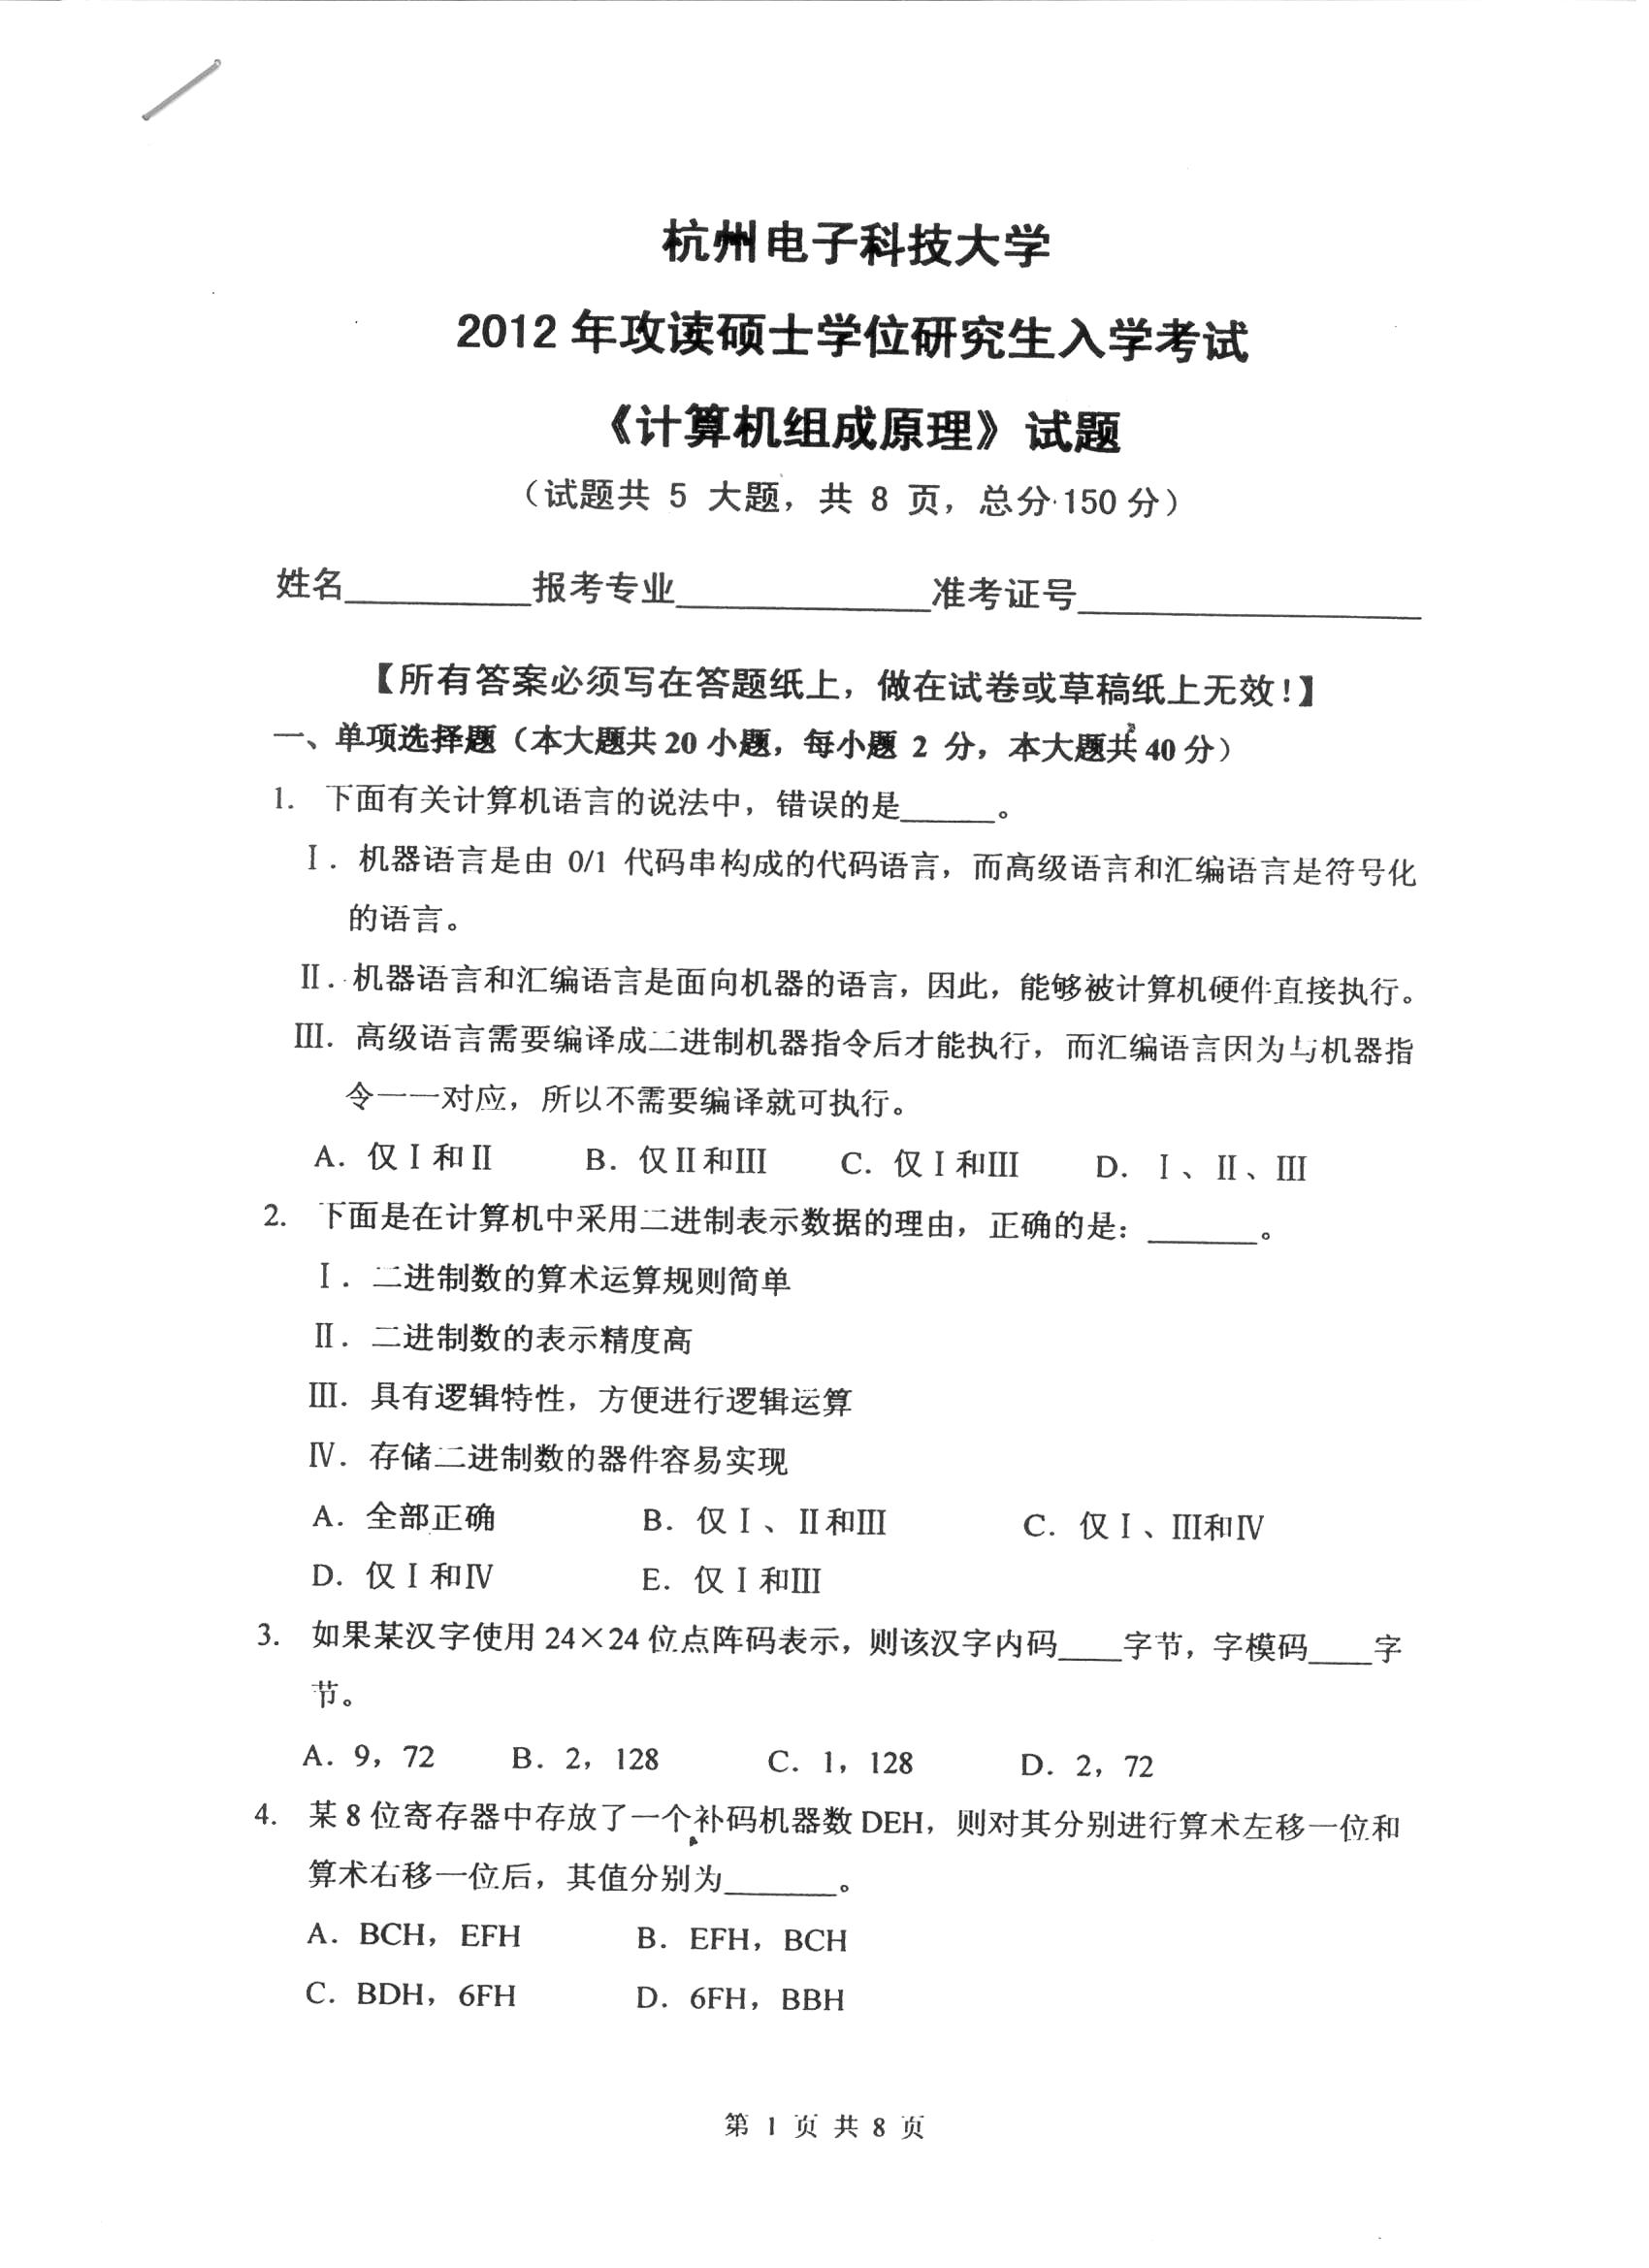 杭州电子科技大学
2012 年攻读硕士学位研究生入学考试
《计算机组成原理》试题
（试题共 5 大题，共 8 页，总分 150 分）
姓名__________报考专业______________准考证号___________________
【所有答案必须写在答题纸上，做在试卷或草稿纸上无效！】
一、单项选择题（本大题共 20 小题，每小题 2 分，本大题共 40 分）
1. 下面有关计算机语言的说法中，错误的是______。
Ⅰ. 机器语言是由 0/1 代码串构成的代码语言，而高级语言和汇编语言是符号化
的语言。
Ⅱ. 机器语言和汇编语言是面向机器的语言，因此，能够被计算机硬件直接执行。
Ⅲ. 高级语言需要编译成二进制机器指令后才能执行，而汇编语言因为与机器指
令一一对应，所以不需要编译就可执行。
A. 仅Ⅰ和Ⅱ B. 仅Ⅱ和Ⅲ C. 仅Ⅰ和Ⅲ D. Ⅰ、Ⅱ、Ⅲ
2. 下面是在计算机中采用二进制表示数据的理由，正确的是：_______。
Ⅰ. 二进制数的算术运算规则简单
Ⅱ. 二进制数的表示精度高
Ⅲ. 具有逻辑特性，方便进行逻辑运算
Ⅳ. 存储二进制数的器件容易实现
A. 全部正确 B. 仅Ⅰ、Ⅱ和Ⅲ C. 仅Ⅰ、Ⅲ和Ⅳ
D. 仅Ⅰ和Ⅳ E. 仅Ⅰ和Ⅲ
3. 如果某汉字使用 24×24 位点阵码表示，则该汉字内码____字节，字模码____字
节。
A. 9，72 B. 2，128 C. 1，128 D. 2，72
4. 某 8 位寄存器中存放了一个补码机器数 DEH，则对其分别进行算术左移一位和
算术右移一位后，其值分别为_______。
A. BCH，EFH B. EFH，BCH
C. BDH，6FH D. 6FH，BBH
第 1 页 共 8 页